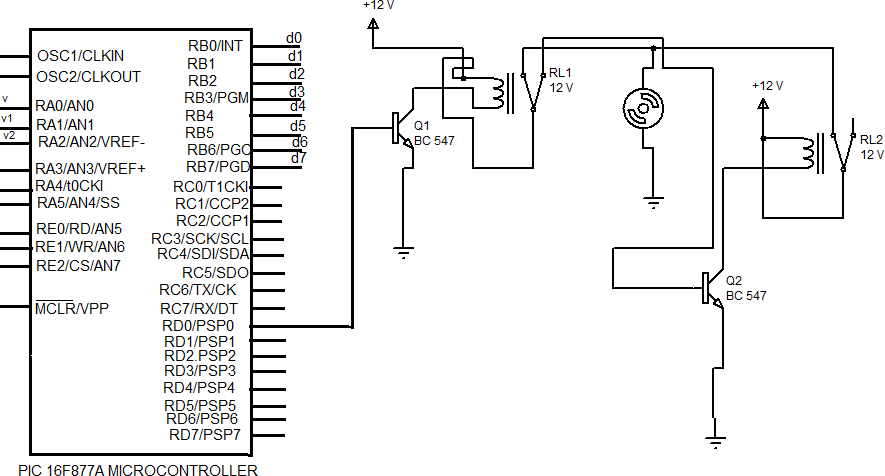 +12 V
d0
d1
d2
d3
d4
d5
d6
d7
OSC1/CLKIN
OSC2/CLKOUT
v
RA0/AN0
v1
RA1/AN1
v2
RA2/AN2/VREF-
RA3/AN3/VREF+
RA4/t0CKI
RA5/AN4/SS
RE0/RD/AN5
RE1/WR/AN6
RE2/CS/AN7
MCLR/VPP
RB0/INT
RB1
RB2
RB3/PGM
RB4
RB5
RB6/PGC
RB7/PGD
RC0/T1CKI
RC1/CCP2
RC2/CCP1
RC3/SCK/SCL
RC4/SDI/SDA
RC5/SDO
RC6/TX/CK
RC7/RX/DT
RD0/PSP0
RD1/PSP1
RD2.PSP2
RD3/PSP3
RD4/PSP4
RD5/PSP5
RD6/PSP6
RD7/PSP7
Q1
BC 547
RL1
12 V
+12 V
RL2
12 V
Q2
BC 547
PIC 16F877A MICROCONTROLLER